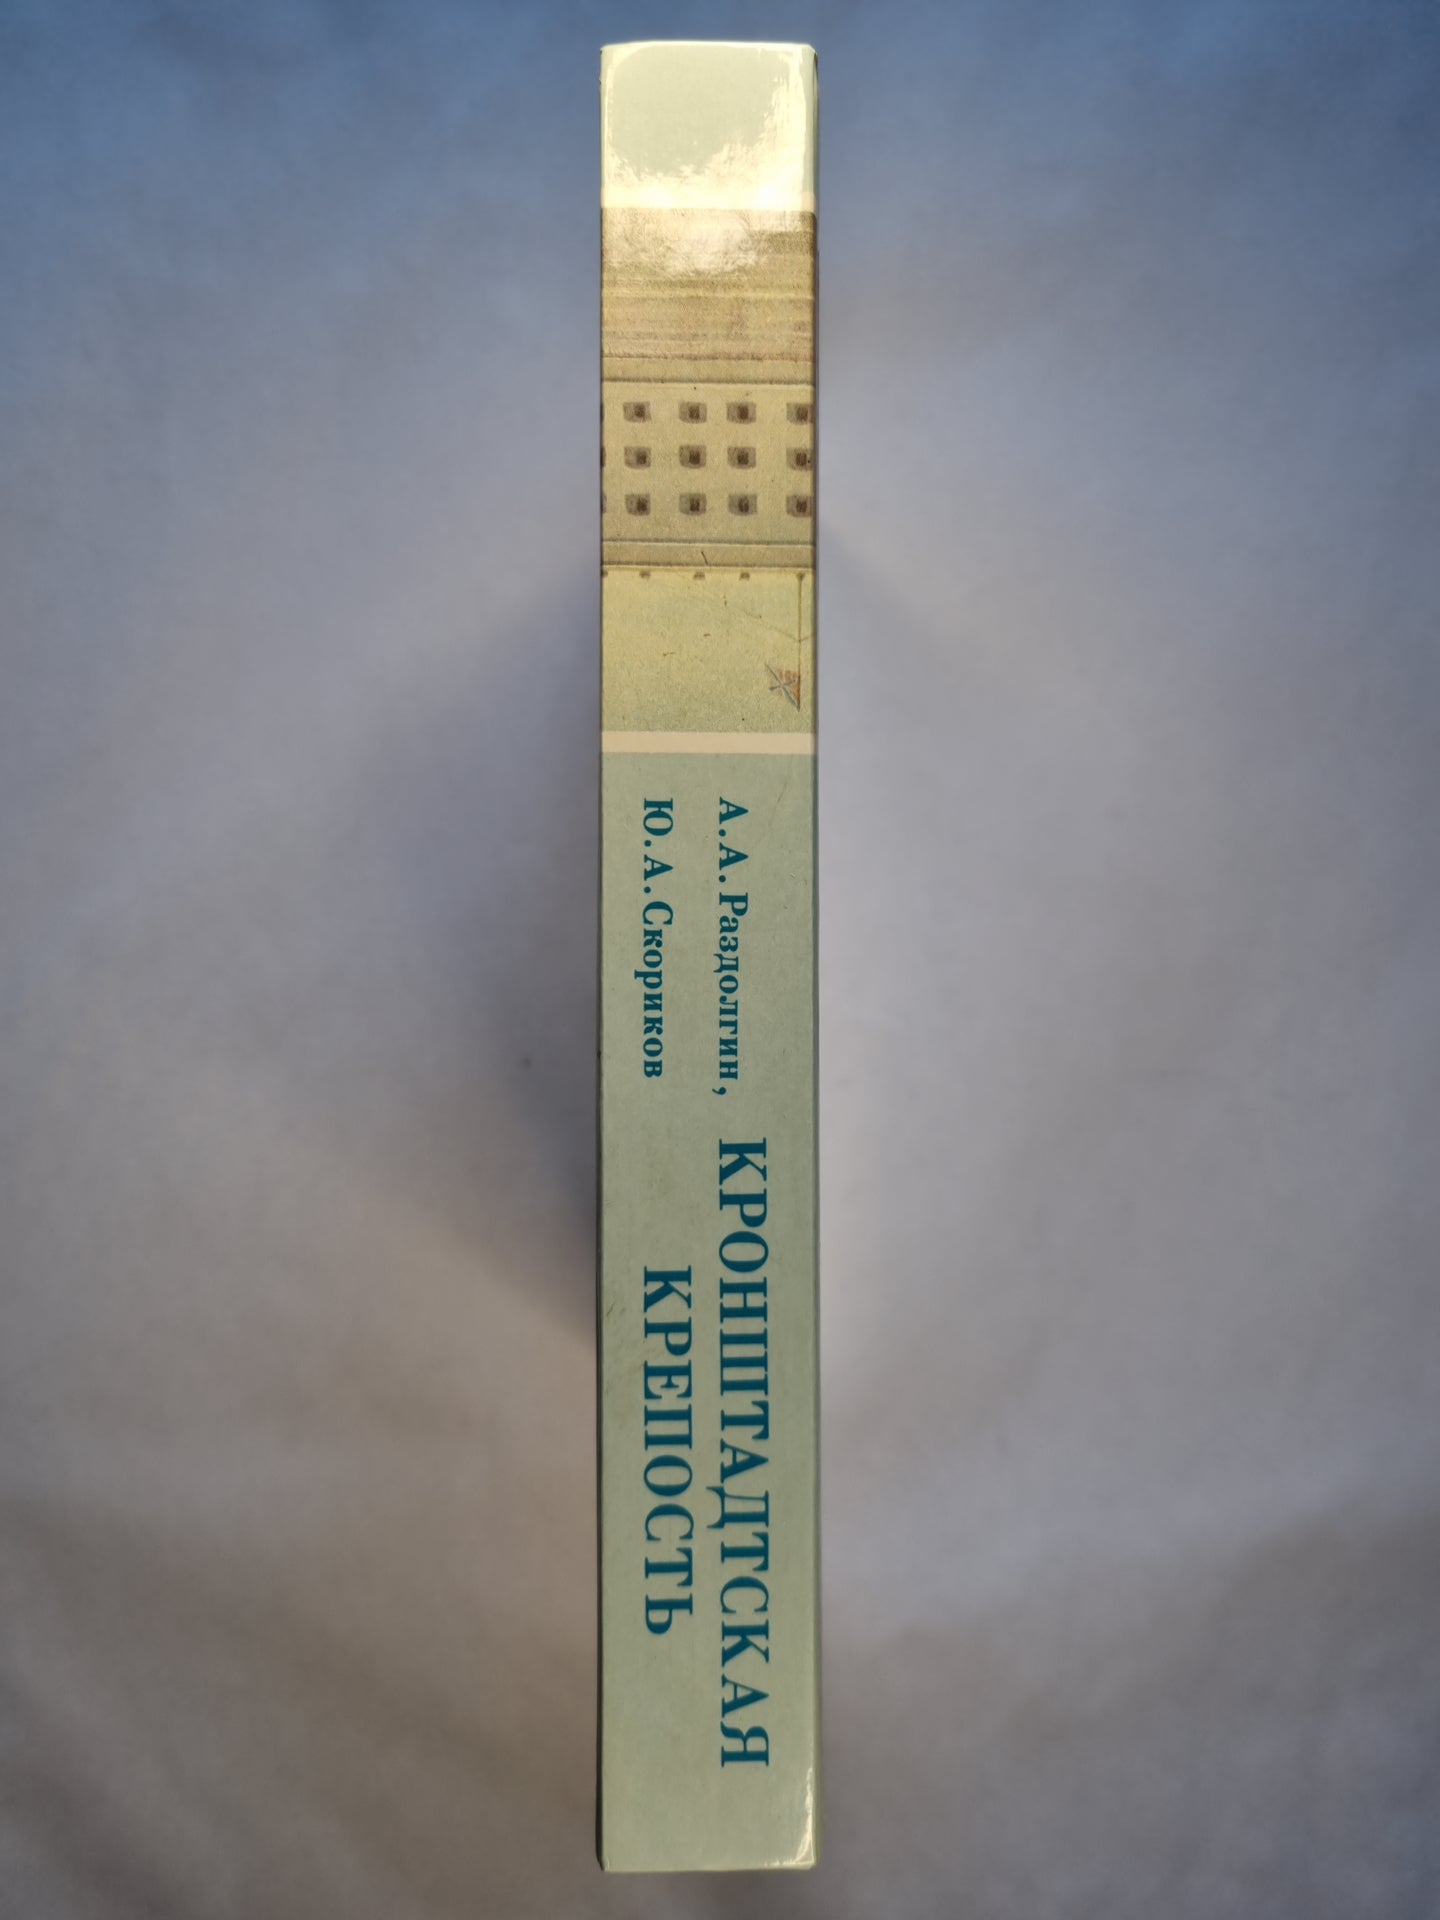 А. А. Раздолгин,
Ю. А. Скориков
КРОНШТАДТСКАЯ
КРЕПОСТЬ